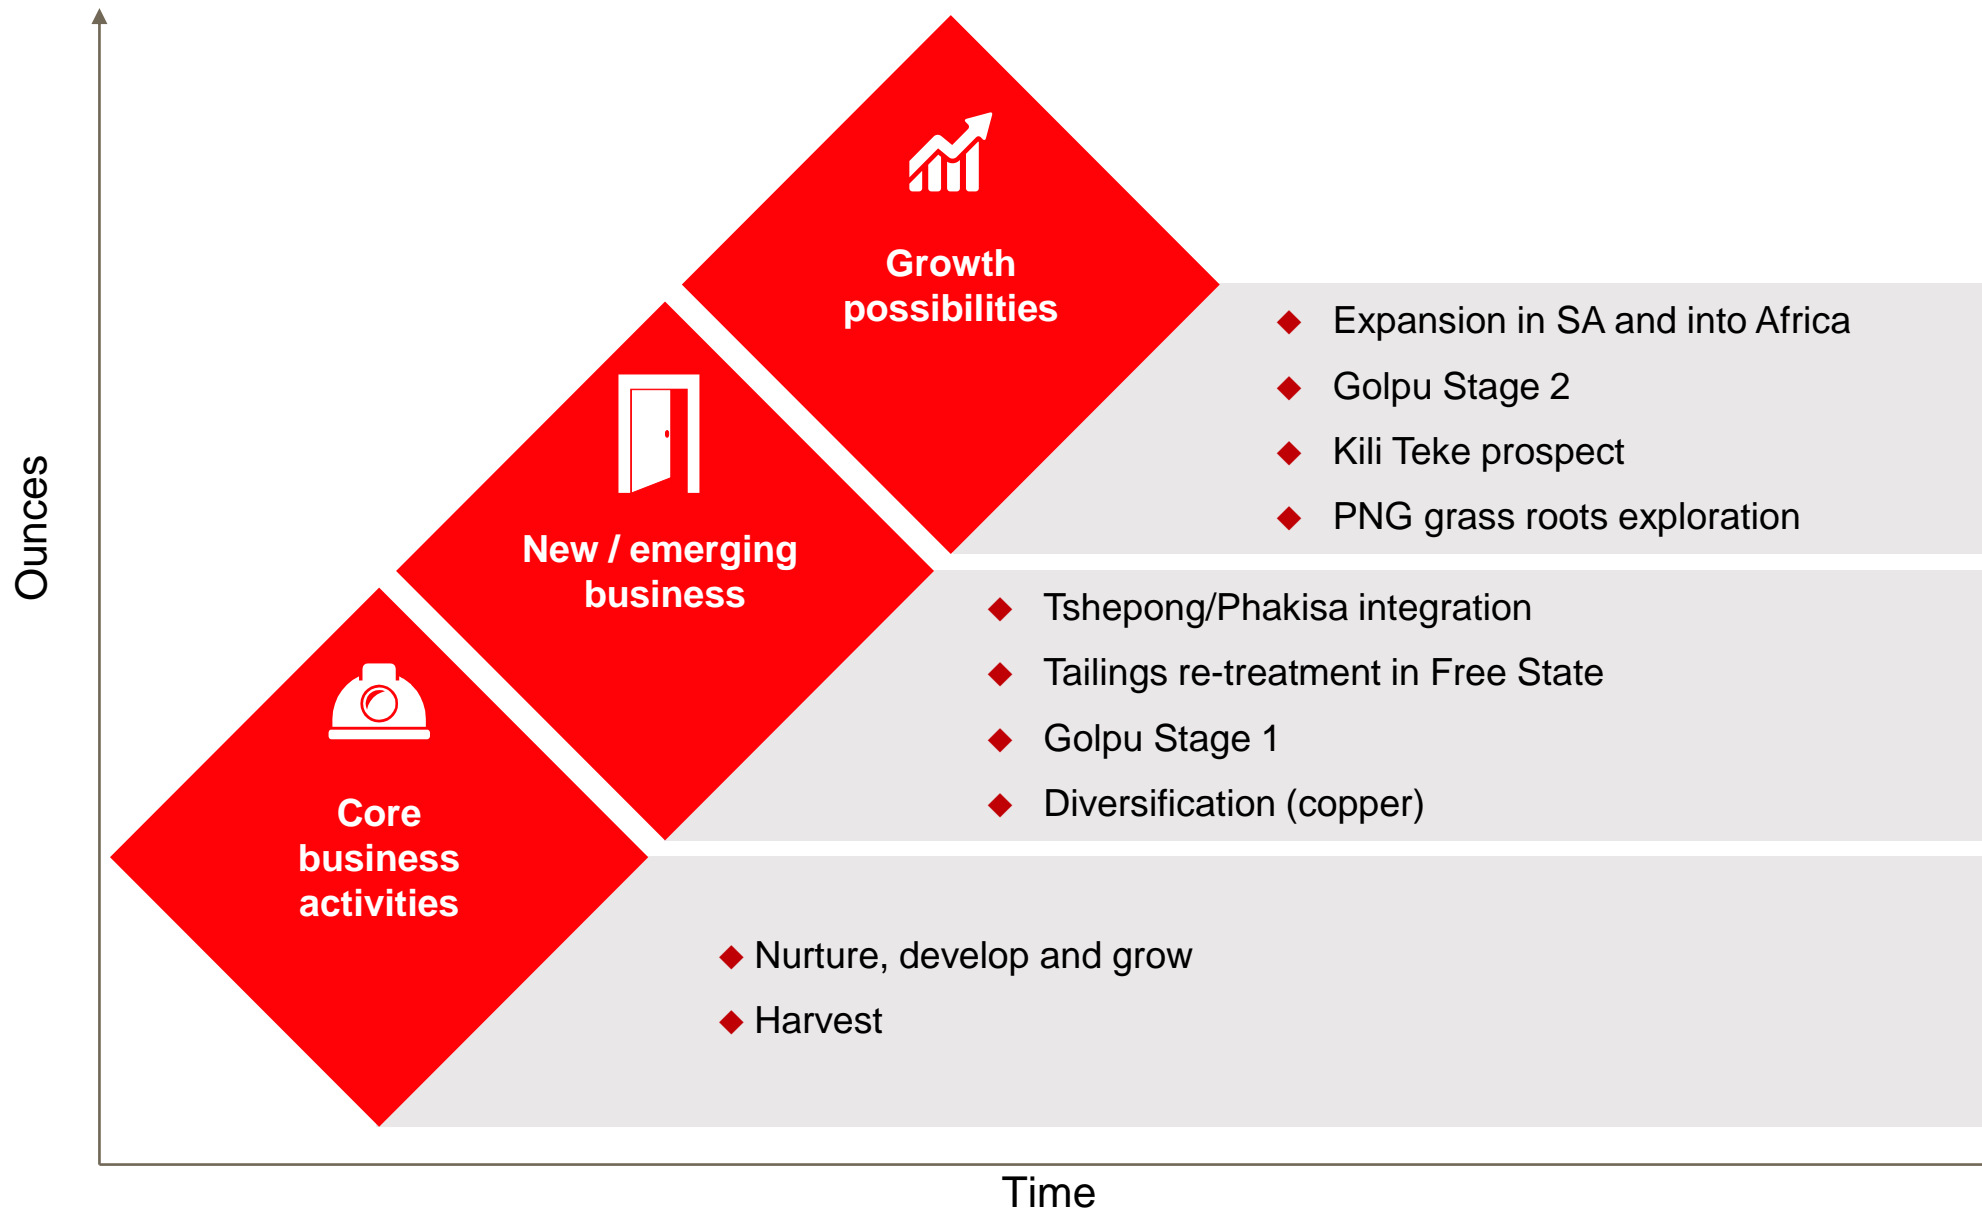 Growth
possibilities
Expansion in SA and into Africa
Golpu Stage 2
Kili Teke prospect
PNG grass roots exploration
New / emerging
business
Tshepong/Phakisa integration
Tailings re-treatment in Free State
Golpu Stage 1
Diversification (copper)
Core
business
activities
Nurture, develop and grow
Harvest
Ounces
Time